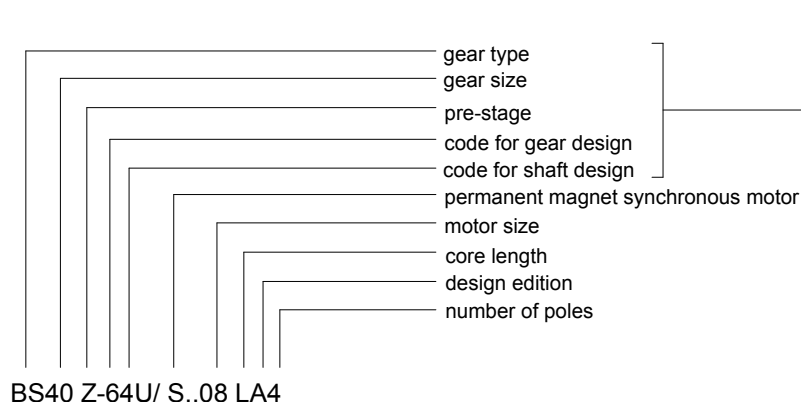 gear type
gear size
pre-stage
code for gear design
code for shaft design
permanent magnet synchronous motor
motor size
core length
design edition
number of poles
BS40 Z-64U/ S..08 LA4